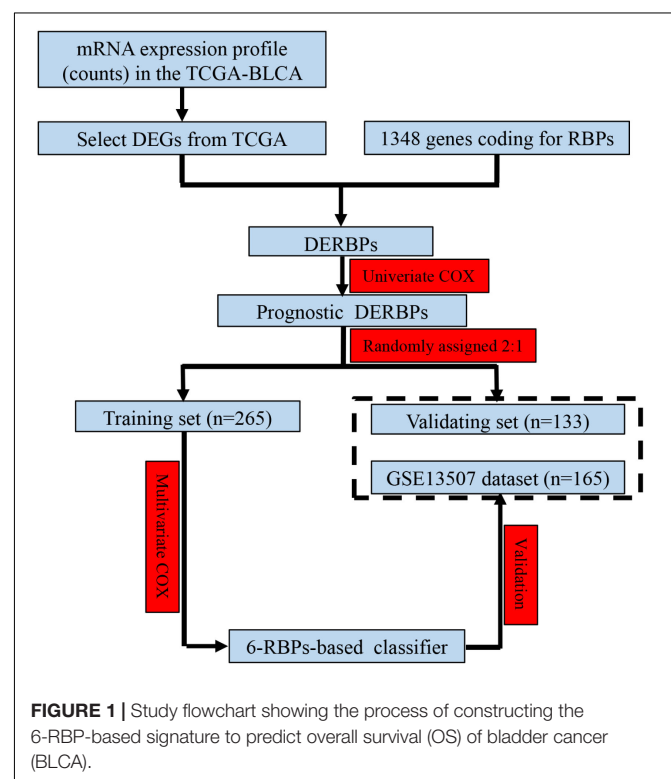 mRNA expression profile
(counts) in the TCGA-BLCA
Select DEGs from TCGA
1348 genes coding for RBPs
DERBPs
Univeriate COX
Prognostic DERBPs
Randomly assigned 2:1
Training set (n=265)
Validating set (n=133)
GSE13507 dataset (n=165)
Multivariate COX
Validation
6-RBPs-based classifier
FIGURE 1 | Study flowchart showing the process of constructing the
6-RBP-based signature to predict overall survival (OS) of bladder cancer
(BLCA).